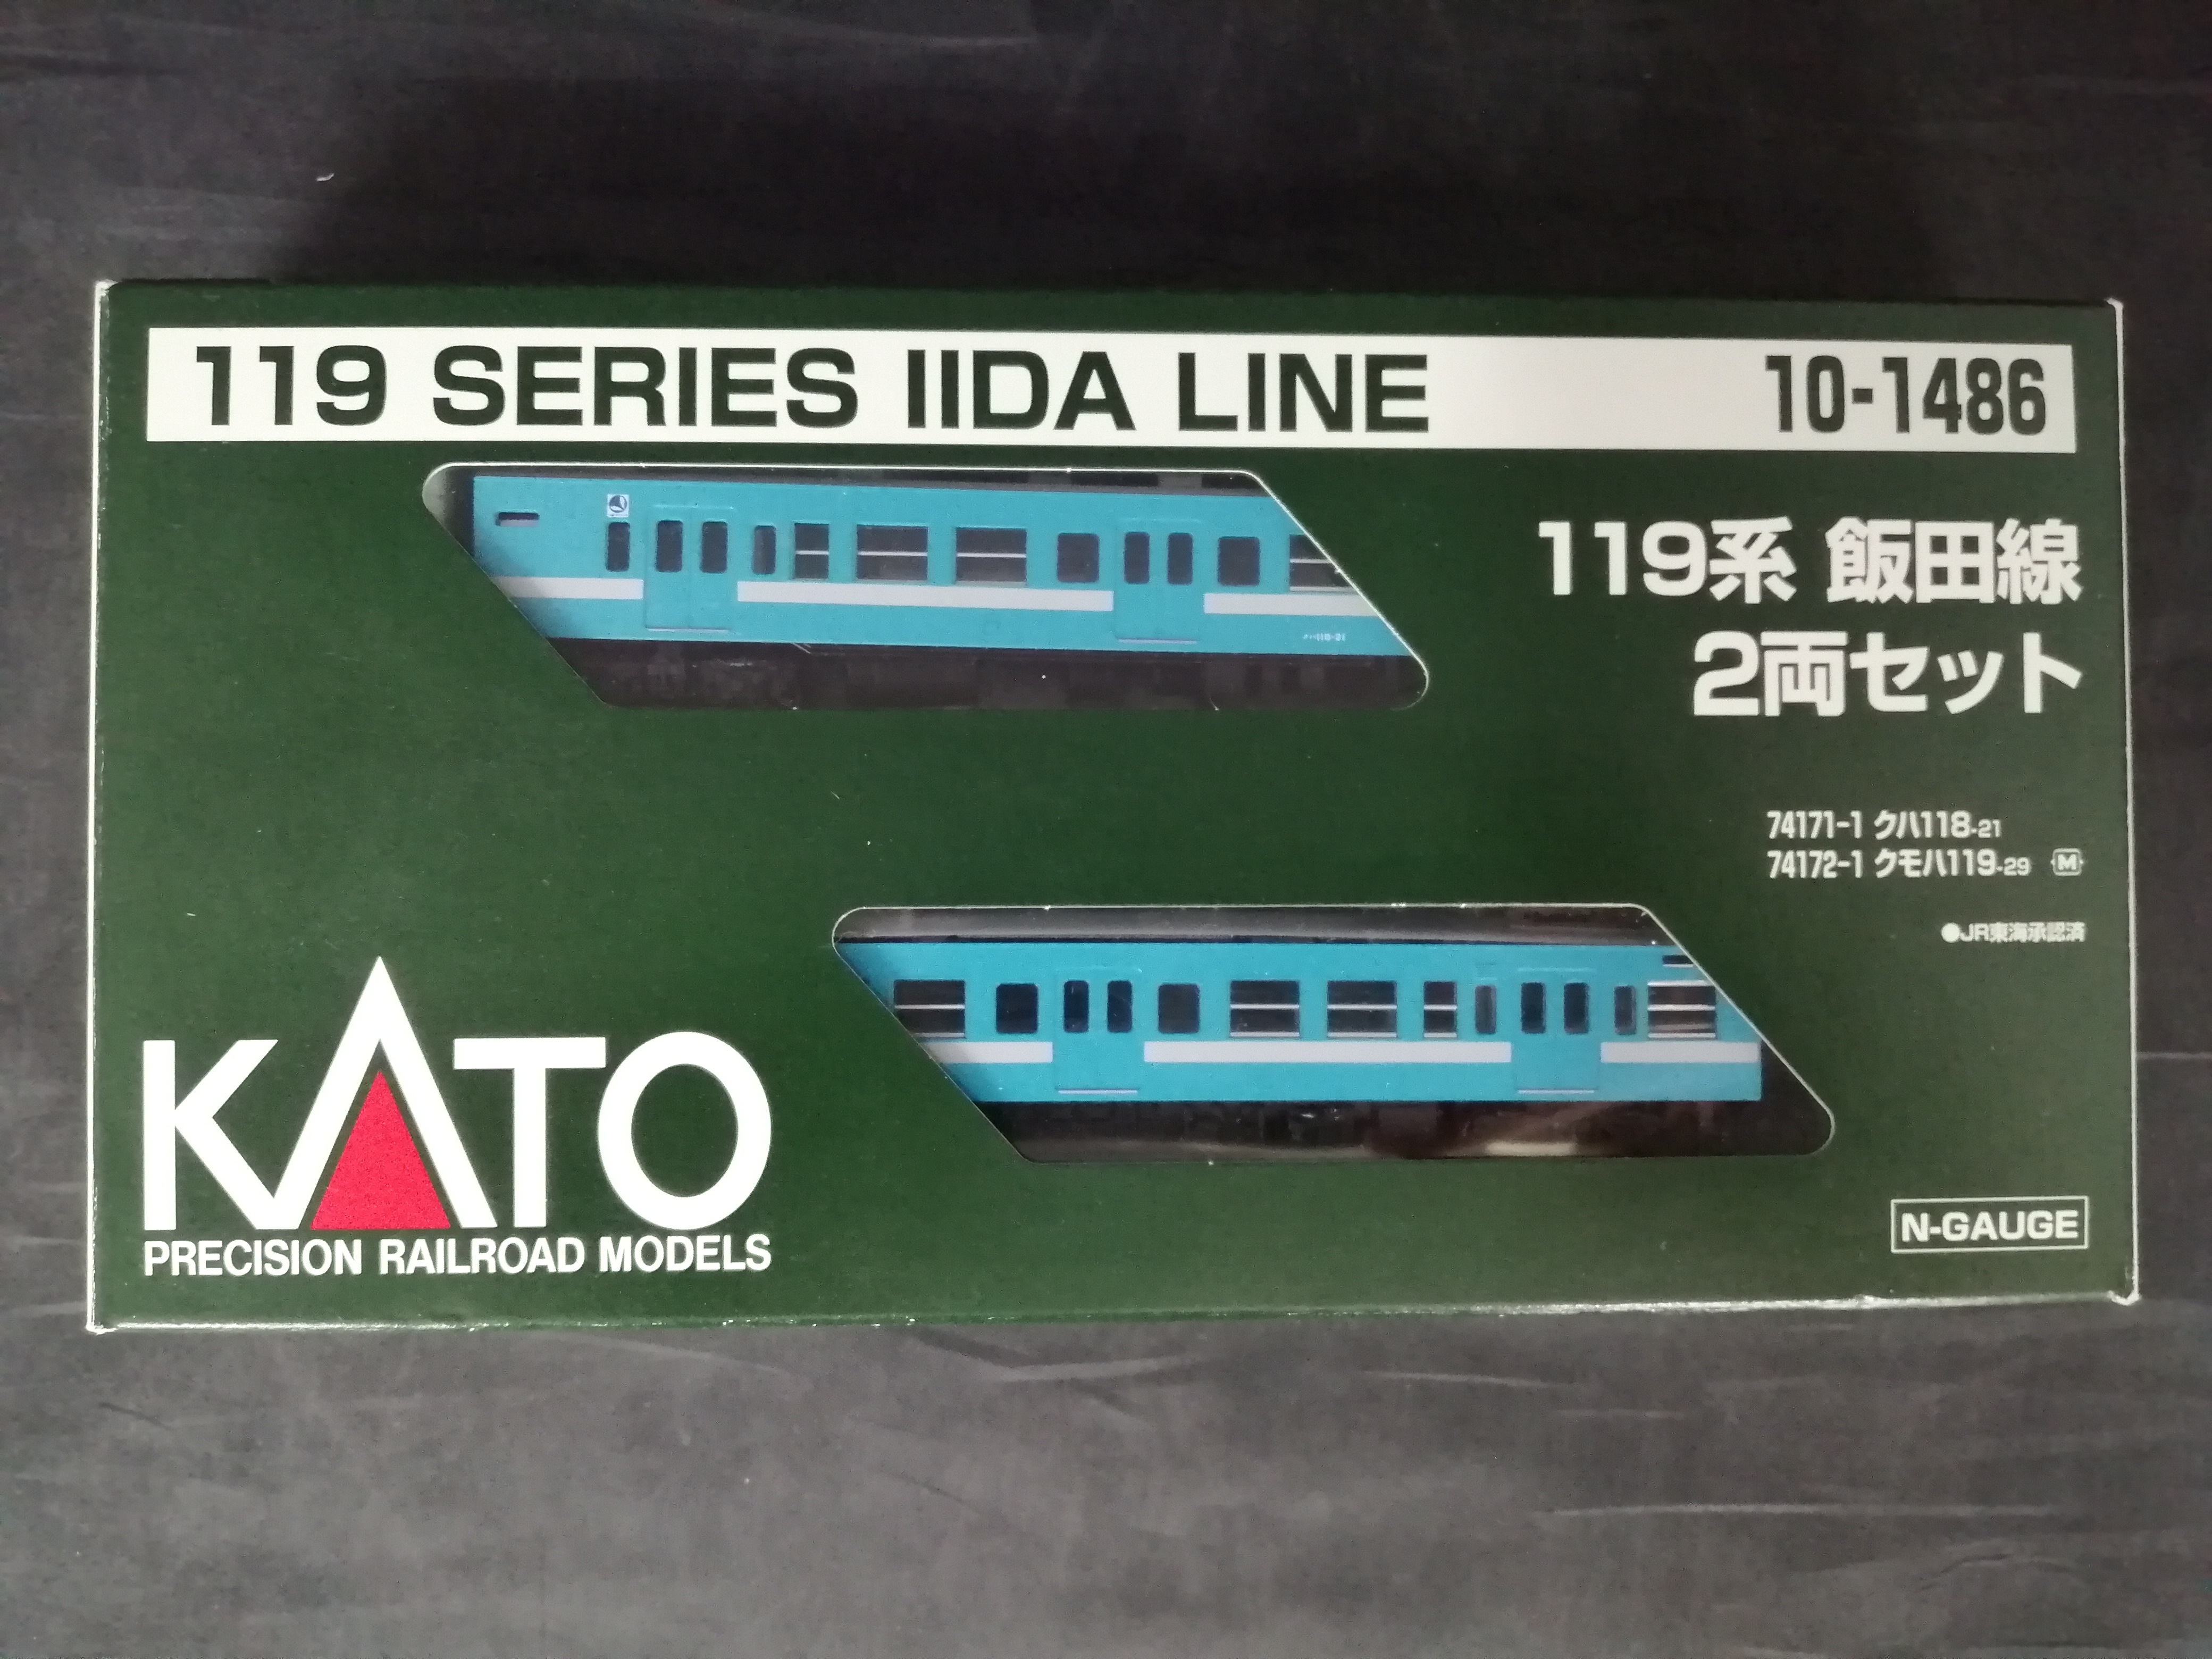 119 SERIES IIDA LINE 10-1486
119系 飯田線
2両セット
74171-1 クハ118-21
74172-1 クモハ119-29 M
●JR東海承認済
KATO
PRECISION RAILROAD MODELS
N-GAUGE